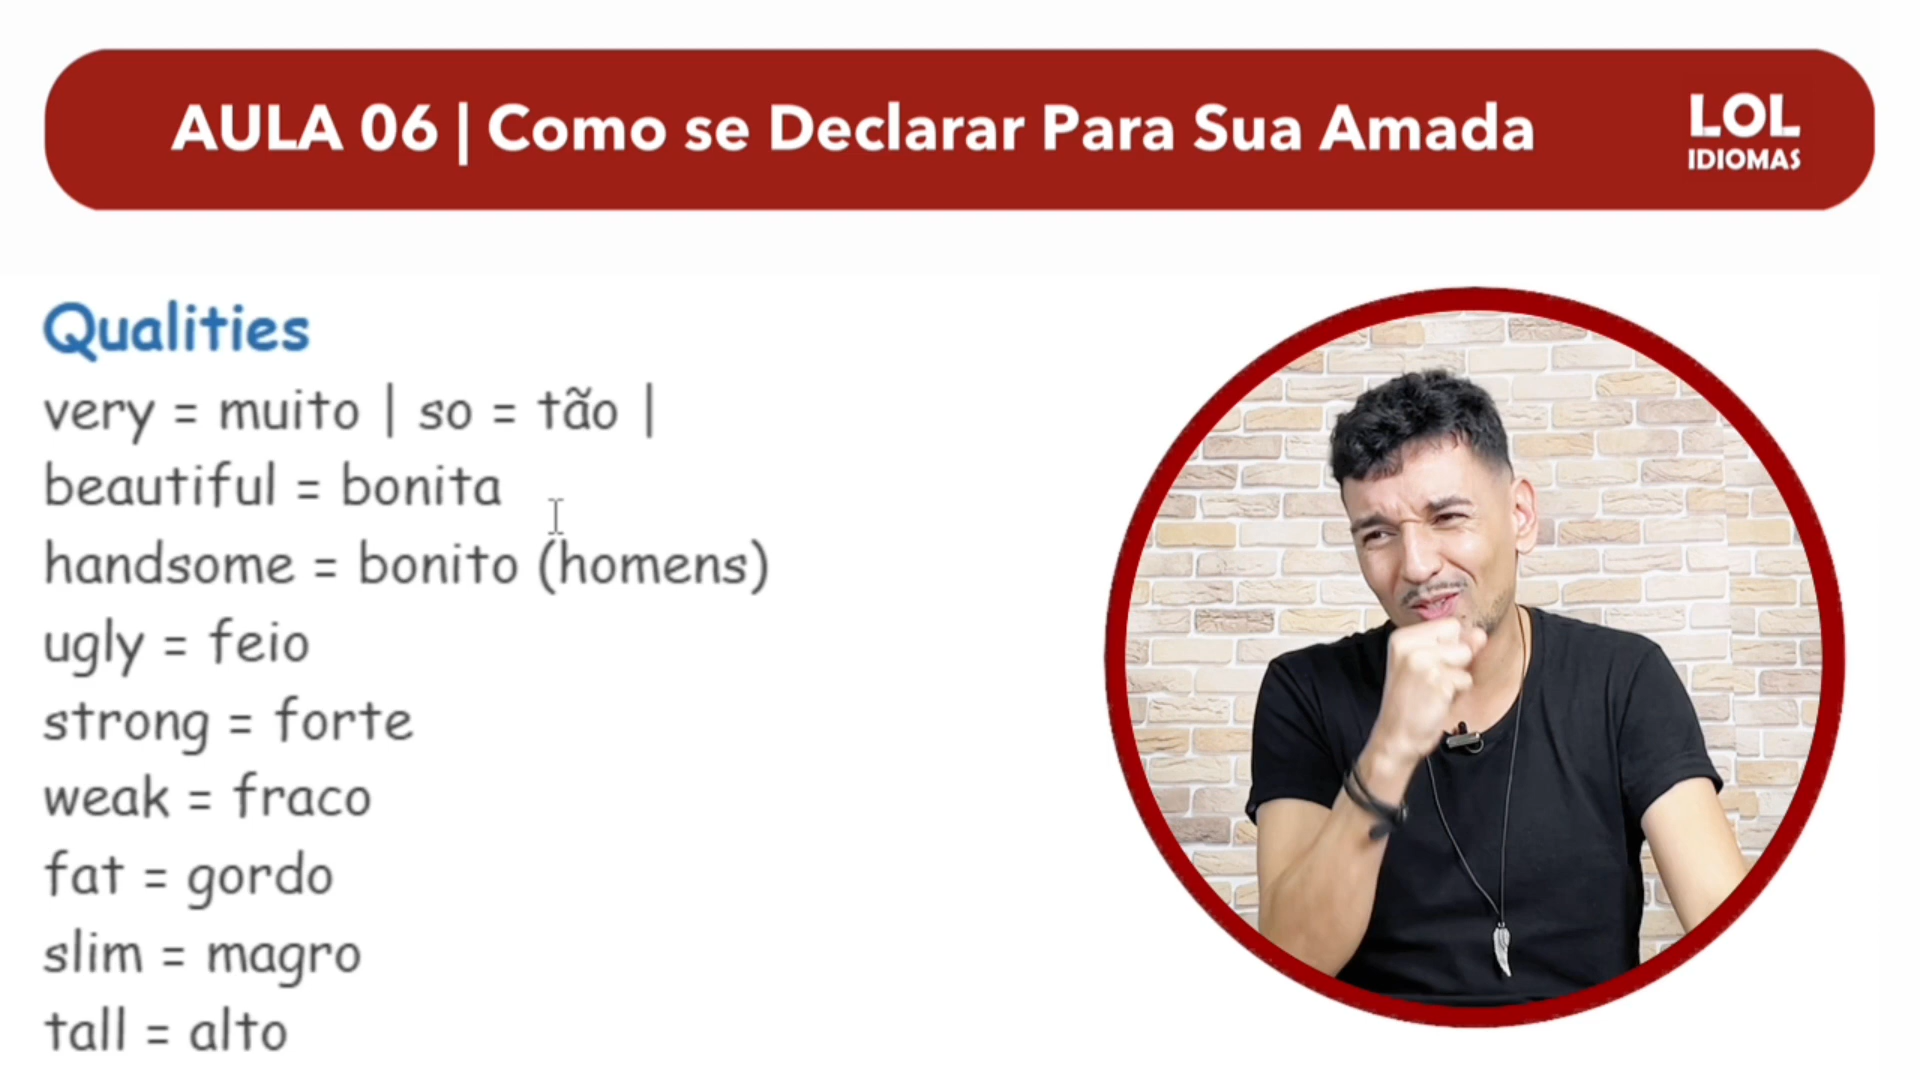 AULA 06 | Como se Declarar Para Sua Amada
LOL
IDIOMAS
Qualities
very = muito | so = tão |
beautiful = bonita
handsome = bonito (homens)
ugly = feio
strong = forte
weak = fraco
fat = gordo
slim = magro
tall = alto